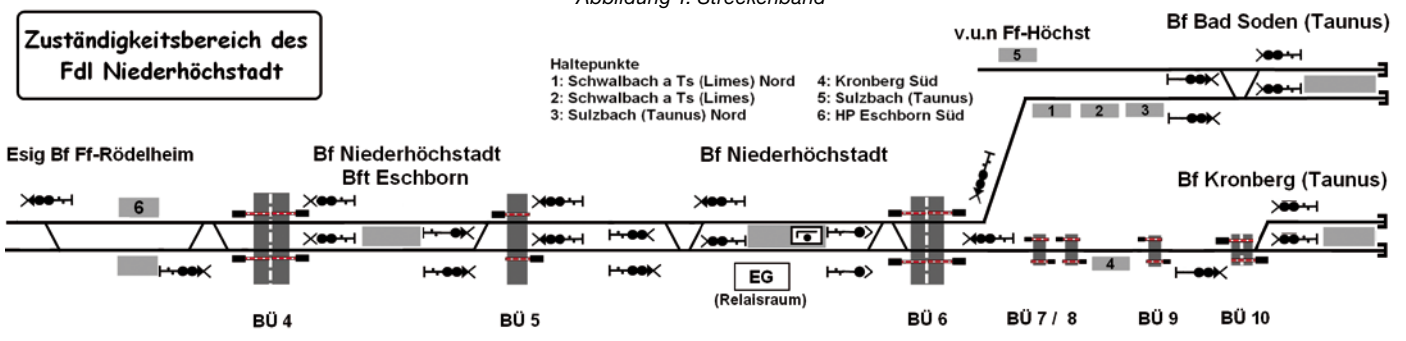 Abbildung 1: Streckenband
Zuständigkeitsbereich des
Fdl Niederhöchstadt
v.u.n Ff-Höchst
Bf Bad Soden (Taunus)
5
Haltepunkte
1: Schwalbach a Ts (Limes) Nord
2: Schwalbach a Ts (Limes)
3: Sulzbach (Taunus) Nord
4: Kronberg Süd
5: Sulzbach (Taunus)
6: HP Eschborn Süd
1
2
3
Esig Bf Ff-Rödelheim
Bf Niederhöchstadt
Bft Eschborn
Bf Niederhöchstadt
Bf Kronberg (Taunus)
6
4
EG
(Relaisraum)
BÜ 4
BÜ 5
BÜ 6
BÜ 7 / 8
BÜ 9
BÜ 10